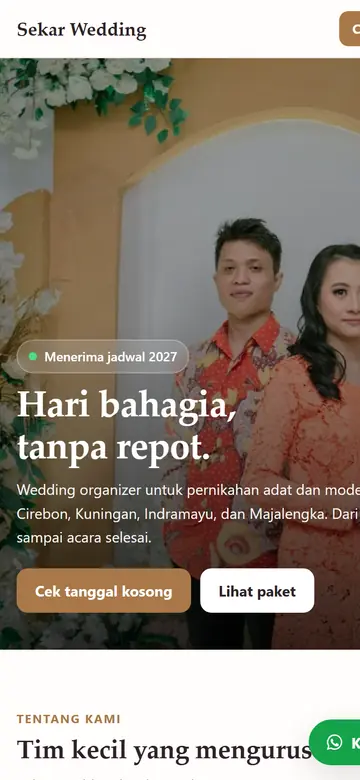 Sekar Wedding
Menerima jadwal 2027
Hari bahagia,
tanpa repot.
Wedding organizer untuk pernikahan adat dan mode
Cirebon, Kuningan, Indramayu, dan Majalengka. Dari
sampai acara selesai.
Cek tanggal kosong
Lihat paket
TENTANG KAMI
Tim kecil yang mengurus
K